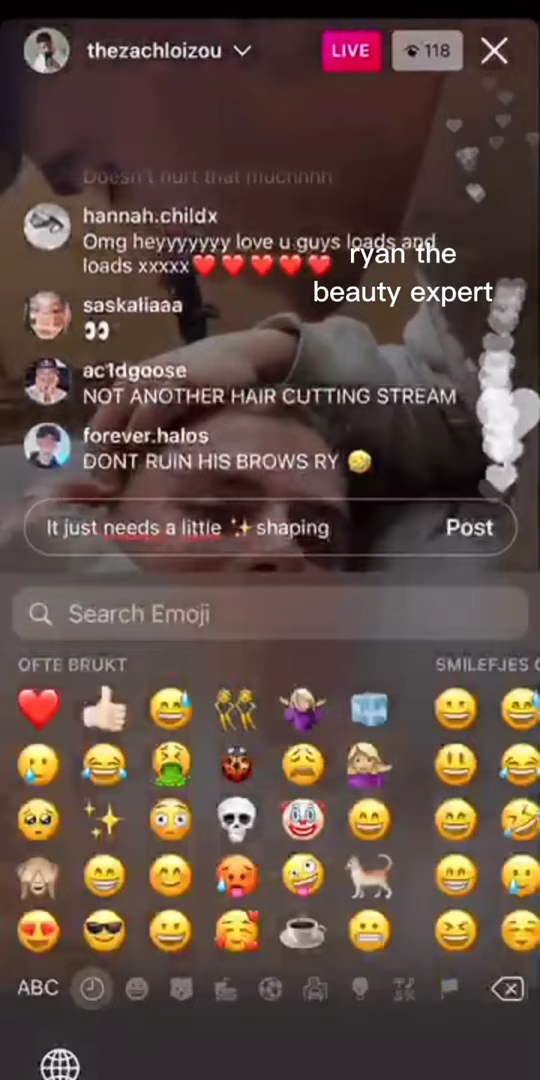 thezachloizou
LIVE
118
Doesn't hurt that muchhhh
hannah.childx
Omg heyyyyyyy love u guys loads and
loads xxxxx❤️❤️❤️❤️❤️
ryan the
beauty expert
saskaliaaa
👀
ac1dgoose
NOT ANOTHER HAIR CUTTING STREAM
forever.halos
DONT RUIN HIS BROWS RY 🤣
It just needs a little ✨shaping
Post
Search Emoji
OFTE BRUKT
SMILEFJES O
ABC